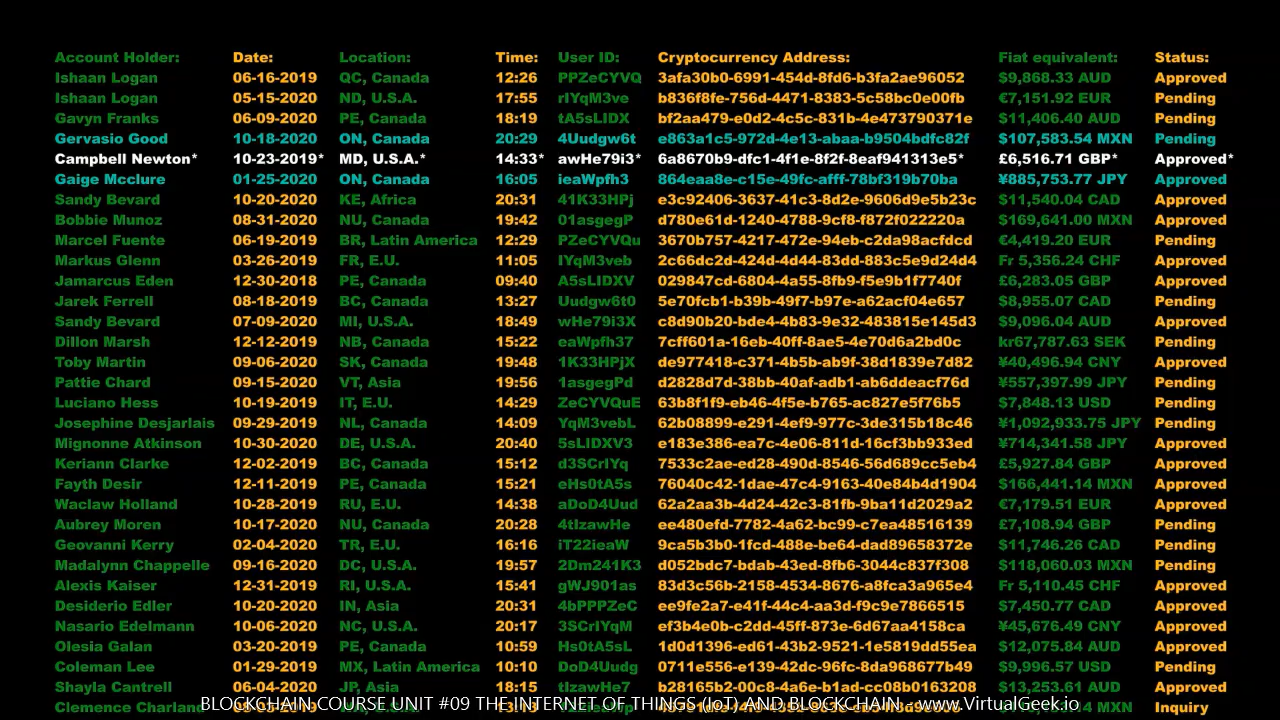 Account Holder: Date: Location: Time: User ID: Cryptocurrency Address: Fiat equivalent: Status:
Ishaan Logan 06-16-2019 QC, Canada 12:26 PPZeCYVQ 3afa30b0-6991-454d-8fd6-b3fa2ae96052 $9,868.33 AUD Approved
Ishaan Logan 05-15-2020 ND, U.S.A. 17:55 rIYqM3ve b836f8fe-756d-4471-8383-5c58bc0e00fb €7,151.92 EUR Pending
Gavyn Franks 06-09-2020 PE, Canada 18:19 tA5sLIDX bf2aa479-e0d2-4c5c-831b-4e473790371e $11,406.40 AUD Pending
Gervasio Good 10-18-2020 ON, Canada 20:29 4Uudgw6t e863a1c5-972d-4e13-abaa-b9504bdfc82f $107,583.54 MXN Pending
Campbell Newton* 10-23-2019* MD, U.S.A.* 14:33* awHe79i3* 6a8670b9-dfc1-4f1e-8f2f-8eaf941313e5* £6,516.71 GBP* Approved*
Gaige Mcclure 01-25-2020 ON, Canada 16:05 ieaWpfh3 864eaa8e-c15e-49fc-afff-78bf319b70ba ¥885,753.77 JPY Approved
Sandy Bevard 10-20-2020 KE, Africa 20:31 41K33HPj e3c92406-3637-41c3-8d2e-9606d9e5b23c $11,540.04 CAD Approved
Bobbie Munoz 08-31-2020 NU, Canada 19:42 01asgegP d780e61d-1240-4788-9cf8-f872f022220a $169,641.00 MXN Pending
Marcel Fuente 06-19-2019 BR, Latin America 12:29 PZeCYVQu 3670b757-4217-472e-94eb-c2da98acfdcd €4,419.20 EUR Pending
Markus Glenn 03-26-2019 FR, E.U. 11:05 IYqM3veb 2c66dc2d-424d-4d44-83dd-883c5e9d24d4 Fr 5,356.24 CHF Approved
Jamarcus Eden 12-30-2018 PE, Canada 09:40 A5sLIDXV 029847cd-6804-4a55-8fb9-f5e9b1f7740f £6,283.05 GBP Approved
Jarek Ferrell 08-18-2019 BC, Canada 13:27 Uudgw6t0 5e70fcb1-b39b-49f7-b97e-a62acf04e657 $8,955.07 CAD Pending
Sandy Bevard 07-09-2020 MI, U.S.A. 18:49 wHe79i3X c8d90b20-bde4-4b83-9e32-483815e145d3 $9,096.04 AUD Approved
Dillon Marsh 12-12-2019 NB, Canada 15:22 eaWpfh37 7cff601a-16eb-40ff-8ae5-4e70d6a2bd0c kr67,787.63 SEK Pending
Toby Martin 09-06-2020 SK, Canada 19:48 1K33HPjX de977418-c371-4b5b-ab9f-38d1839e7d82 ¥40,496.94 CNY Approved
Pattie Chard 09-15-2020 VT, Asia 19:56 1asgegPd d2828d7d-38bb-40af-adb1-ab6ddeacf76d ¥557,397.99 JPY Pending
Luciano Hess 10-19-2020 IT, E.U. 14:29 ZeCYVQuE 63b8f1f9-eb46-4f5e-b765-ac827e5f76b5 $7,848.13 USD Pending
Josephine Desjarlais 09-29-2019 NL, Canada 14:09 YqM3vebL 62b08899-e291-4ef9-977c-3de315b18c46 ¥1,092,933.75 JPY Pending
Mignonne Atkinson 10-30-2020 DE, U.S.A. 20:40 5sLIDXV3 e183e386-ea7c-4e06-811d-16cf3bb933ed ¥714,341.58 JPY Approved
Keriann Clarke 12-02-2019 BC, Canada 15:12 d3SCrIYq 7533c2ae-ed28-490d-8546-56d689cc5eb4 £5,927.84 GBP Approved
Fayth Desir 12-11-2019 PE, Canada 15:21 eHs0tA5s 76040c42-1dae-47c4-9163-40e84b4d1904 $166,441.14 MXN Approved
Waclaw Holland 10-28-2019 RU, E.U. 14:38 aDoD4Uud 62a2aa3b-4d24-42c3-81fb-9ba11d2029a2 €7,179.51 EUR Approved
Aubrey Moren 10-17-2020 NU, Canada 20:28 4tIzawHe ee480efd-7782-4a62-bc99-c7ea48516139 £7,108.94 GBP Pending
Geovanni Kerry 02-04-2020 TR, E.U. 16:16 iT22ieaW 9ca5b3b0-1fcd-488e-be64-dad89658372e $11,746.26 CAD Pending
Madalynn Chappelle 09-16-2020 DC, U.S.A. 19:57 2Dm241K3 d052bdc7-bdab-43ed-8fb6-3044c837f308 $118,060.03 MXN Pending
Alexis Kaiser 12-31-2019 RI, U.S.A. 15:41 gWJ901as 83d3c56b-2158-4534-8676-a8fca3a965e4 Fr 5,110.45 CHF Approved
Desiderio Edler 10-20-2020 IN, Asia 20:31 4bPPPZeC ee9fe2a7-e41f-44c4-aa3d-f9c9e7866515 $7,450.77 CAD Approved
Nasario Edelmann 10-06-2020 NC, U.S.A. 20:17 3SCrIYqM ef3b4e0b-c2dd-45ff-873e-6d67aa4158ca ¥45,676.49 CNY Approved
Olesia Galan 03-20-2019 PE, Canada 10:59 Hs0tA5sL 1d0d1396-ed61-43b2-9521-1e5819dd55ea $12,075.84 AUD Approved
Coleman Lee 01-29-2019 MX, Latin America 10:10 DoD4Uudg 0711e556-e139-42dc-96fc-8da968677b49 $9,996.57 USD Pending
Shayla Cantrell 06-04-2020 JP, Asia 18:15 tIzawHe7 b28165b2-00c8-4a6e-b1ad-cc08b0163208 $13,253.61 AUD Approved
Clemence Charland MXN Inquiry
BLOCKCHAIN COURSE UNIT #09 THE INTERNET OF THINGS (IoT) AND BLOCKCHAIN - www.VirtualGeek.io